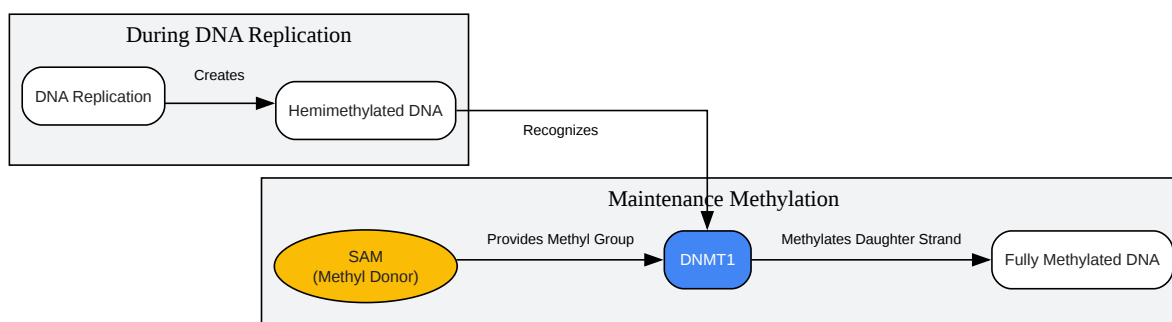 During DNA Replication
DNA Replication
Creates
Hemimethylated DNA
Recognizes
Maintenance Methylation
SAM
(Methyl Donor)
Provides Methyl Group
DNMT1
Methylates Daughter Strand
Fully Methylated DNA